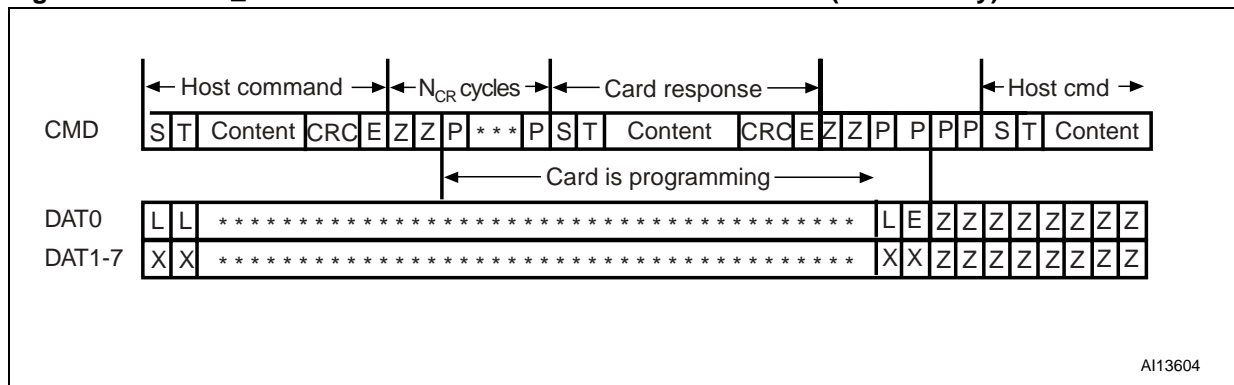 Host command N_CR cycles Card response Host cmd
CMD S T Content CRC E Z Z P * * * P S T Content CRC E Z Z P P P P S T Content
Card is programming
DAT0 L L * * * * * * * * * * * * * * * * * * * * * * * * * * * * * * * * * * * * * * * * L E Z Z Z Z Z Z Z Z
DAT1-7 X X * * * * * * * * * * * * * * * * * * * * * * * * * * * * * * * * * * * * * * * * X X Z Z Z Z Z Z Z Z
AI13604